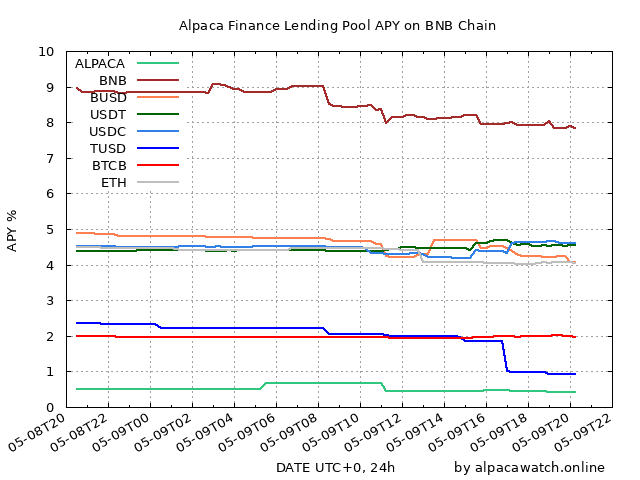 Alpaca Finance Lending Pool APY on BNB Chain
10
9
8
7
6
5
4
3
2
1
0
APY %
ALPACA
BNB
BUSD
USDT
USDC
TUSD
BTCB
ETH
05-08T20
05-08T22
05-09T00
05-09T02
05-09T04
05-09T06
05-09T08
05-09T10
05-09T12
05-09T14
05-09T16
05-09T18
05-09T20
05-09T22
DATE UTC+0, 24h
by alpacawatch.online